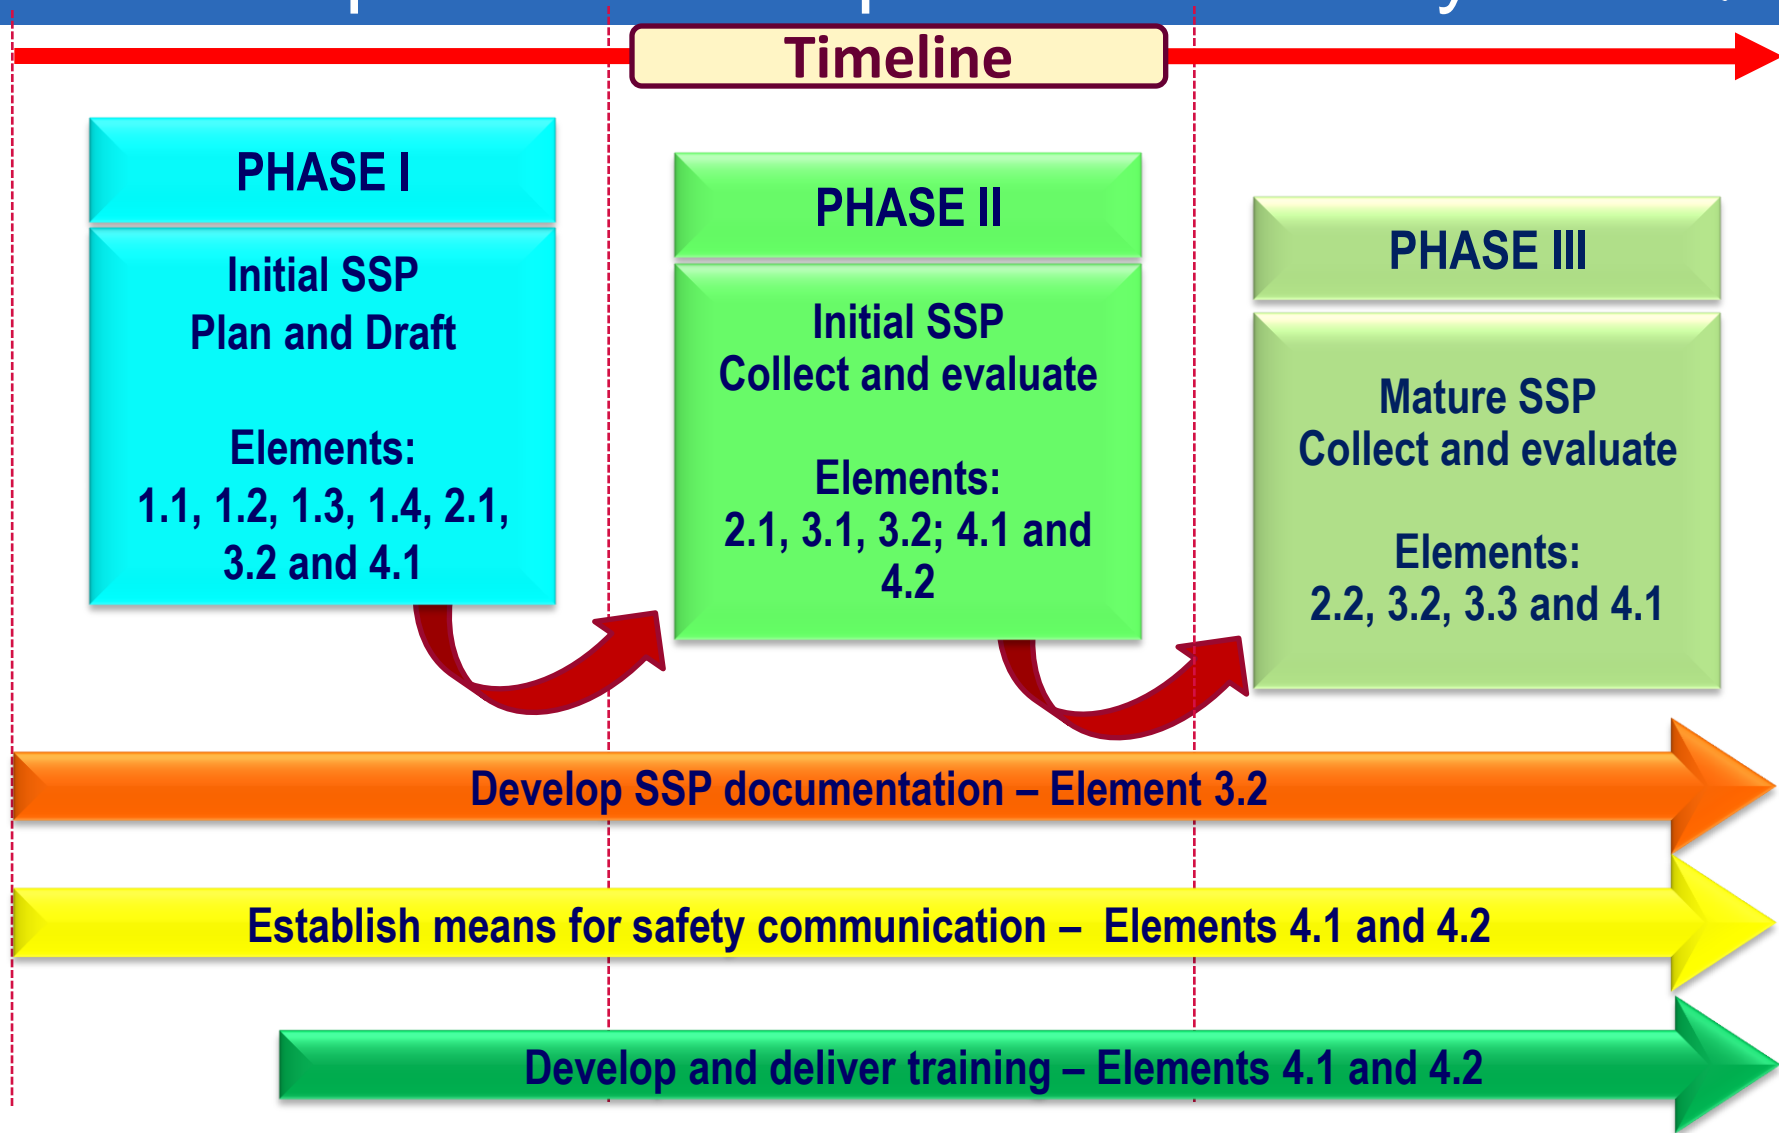 Timeline
PHASE I
Initial SSP
Plan and Draft
Elements:
1.1, 1.2, 1.3, 1.4, 2.1,
3.2 and 4.1
PHASE II
Initial SSP
Collect and evaluate
Elements:
2.1, 3.1, 3.2; 4.1 and
4.2
PHASE III
Mature SSP
Collect and evaluate
Elements:
2.2, 3.2, 3.3 and 4.1
Develop SSP documentation – Element 3.2
Establish means for safety communication – Elements 4.1 and 4.2
Develop and deliver training – Elements 4.1 and 4.2